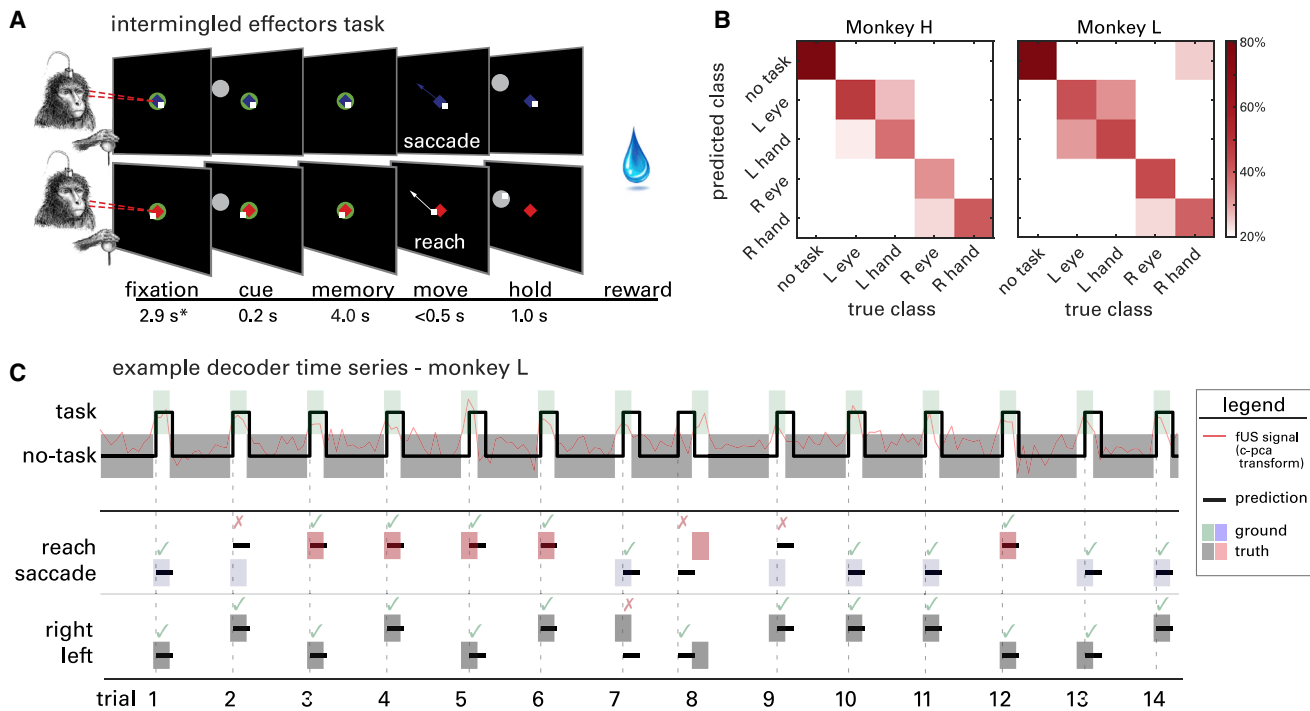 A intermingled effectors task
saccade
reach
fixation cue memory move hold reward
2.9 s* 0.2 s 4.0 s <0.5 s 1.0 s
B
Monkey H Monkey L
predicted class
no task
L eye
L hand
R eye
R hand
no task L eye L hand R eye R hand
no task L eye L hand R eye R hand
true class true class
80%
60%
40%
20%
C example decoder time series - monkey L
task
no-task
reach
saccade
right
left
✓ ✗ ✓ ✓ ✓ ✓ ✓ ✗ ✗ ✓ ✓ ✓ ✓ ✓
✓ ✓ ✓ ✓ ✓ ✓ ✗ ✓ ✓ ✓ ✓ ✓ ✓ ✓
trial 1 2 3 4 5 6 7 8 9 10 11 12 13 14
legend
fUS signal
(c-pca
transform)
prediction
ground
truth